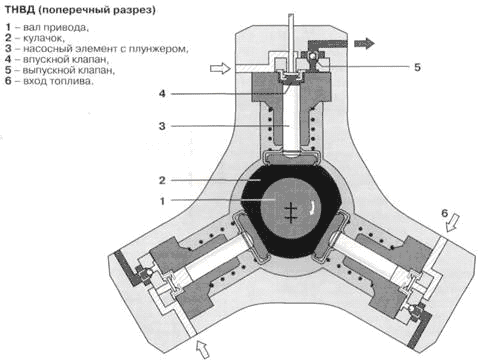 ТНВД (поперечный разрез)
1 – вал привода,
2 – кулачок,
3 – насосный элемент с плунжером,
4 – впускной клапан,
5 – выпускной клапан,
6 – вход топлива.
5
4
3
2
1
6